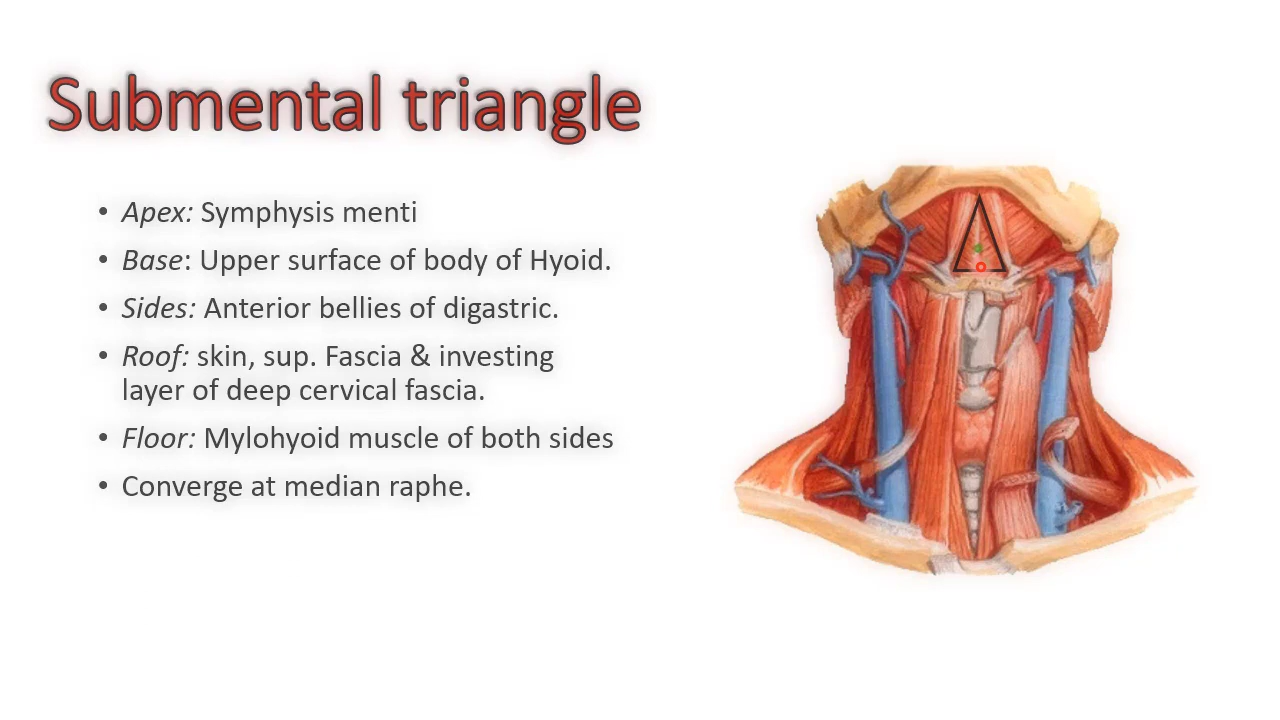 Submental triangle
• Apex: Symphysis menti
• Base: Upper surface of body of Hyoid.
• Sides: Anterior bellies of digastric.
• Roof: skin, sup. Fascia & investing
layer of deep cervical fascia.
• Floor: Mylohyoid muscle of both sides
• Converge at median raphe.